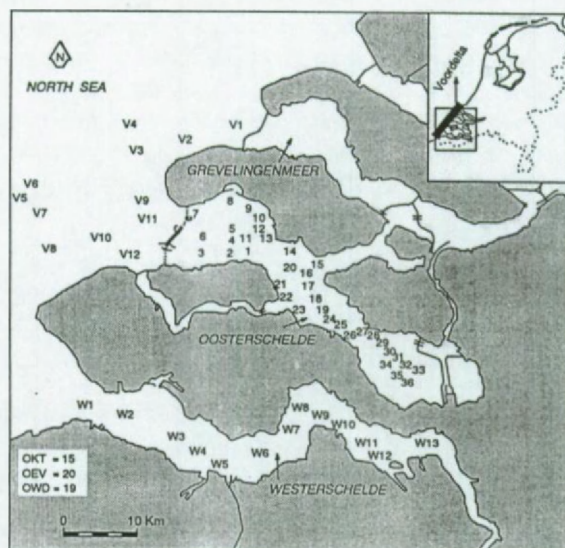 N
NORTH SEA
Voordelta
V4
V1
V2
V3
GREVELINGENMEER
V6
V5
V7
V9
V11
V8
V10
V12
8
7
9
10
5
12
6
4
11
13
3
2
1
14
15
20
16
21
17
22
18
23
19
24
25
26
27
28
29
30
31
34
32
33
35
36
OOSTERSCHELDE
W1
W2
W3
W4
W5
W6
W7
W8
W9
W10
W11
W12
W13
WESTERSCHELDE
OKT = 15
OEV = 20
OWD = 19
0 10 Km